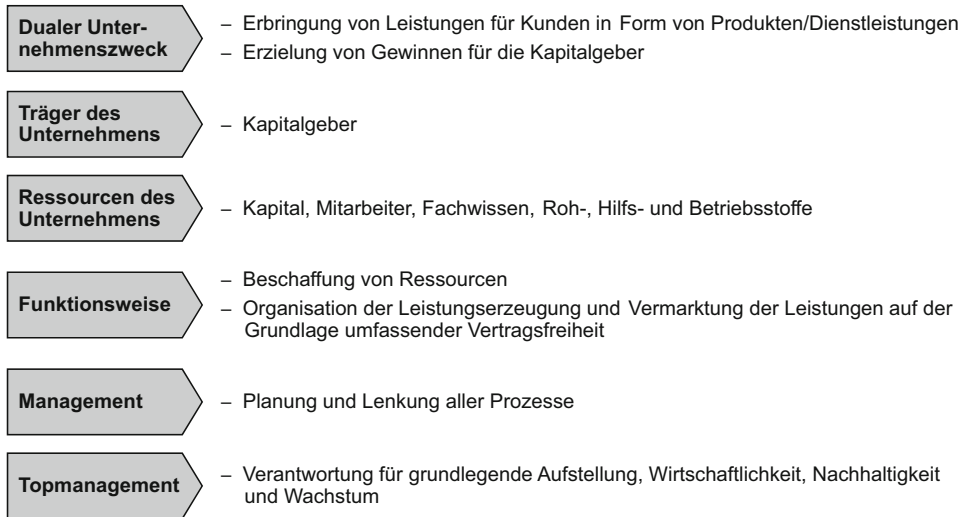 Dualer Unter-
nehmenszweck
– Erbringung von Leistungen für Kunden in Form von Produkten/Dienstleistungen
– Erzielung von Gewinnen für die Kapitalgeber
Träger des
Unternehmens
– Kapitalgeber
Ressourcen des
Unternehmens
– Kapital, Mitarbeiter, Fachwissen, Roh-, Hilfs- und Betriebsstoffe
Funktionsweise
– Beschaffung von Ressourcen
– Organisation der Leistungserzeugung und Vermarktung der Leistungen auf der
Grundlage umfassender Vertragsfreiheit
Management
– Planung und Lenkung aller Prozesse
Topmanagement
– Verantwortung für grundlegende Aufstellung, Wirtschaftlichkeit, Nachhaltigkeit
und Wachstum